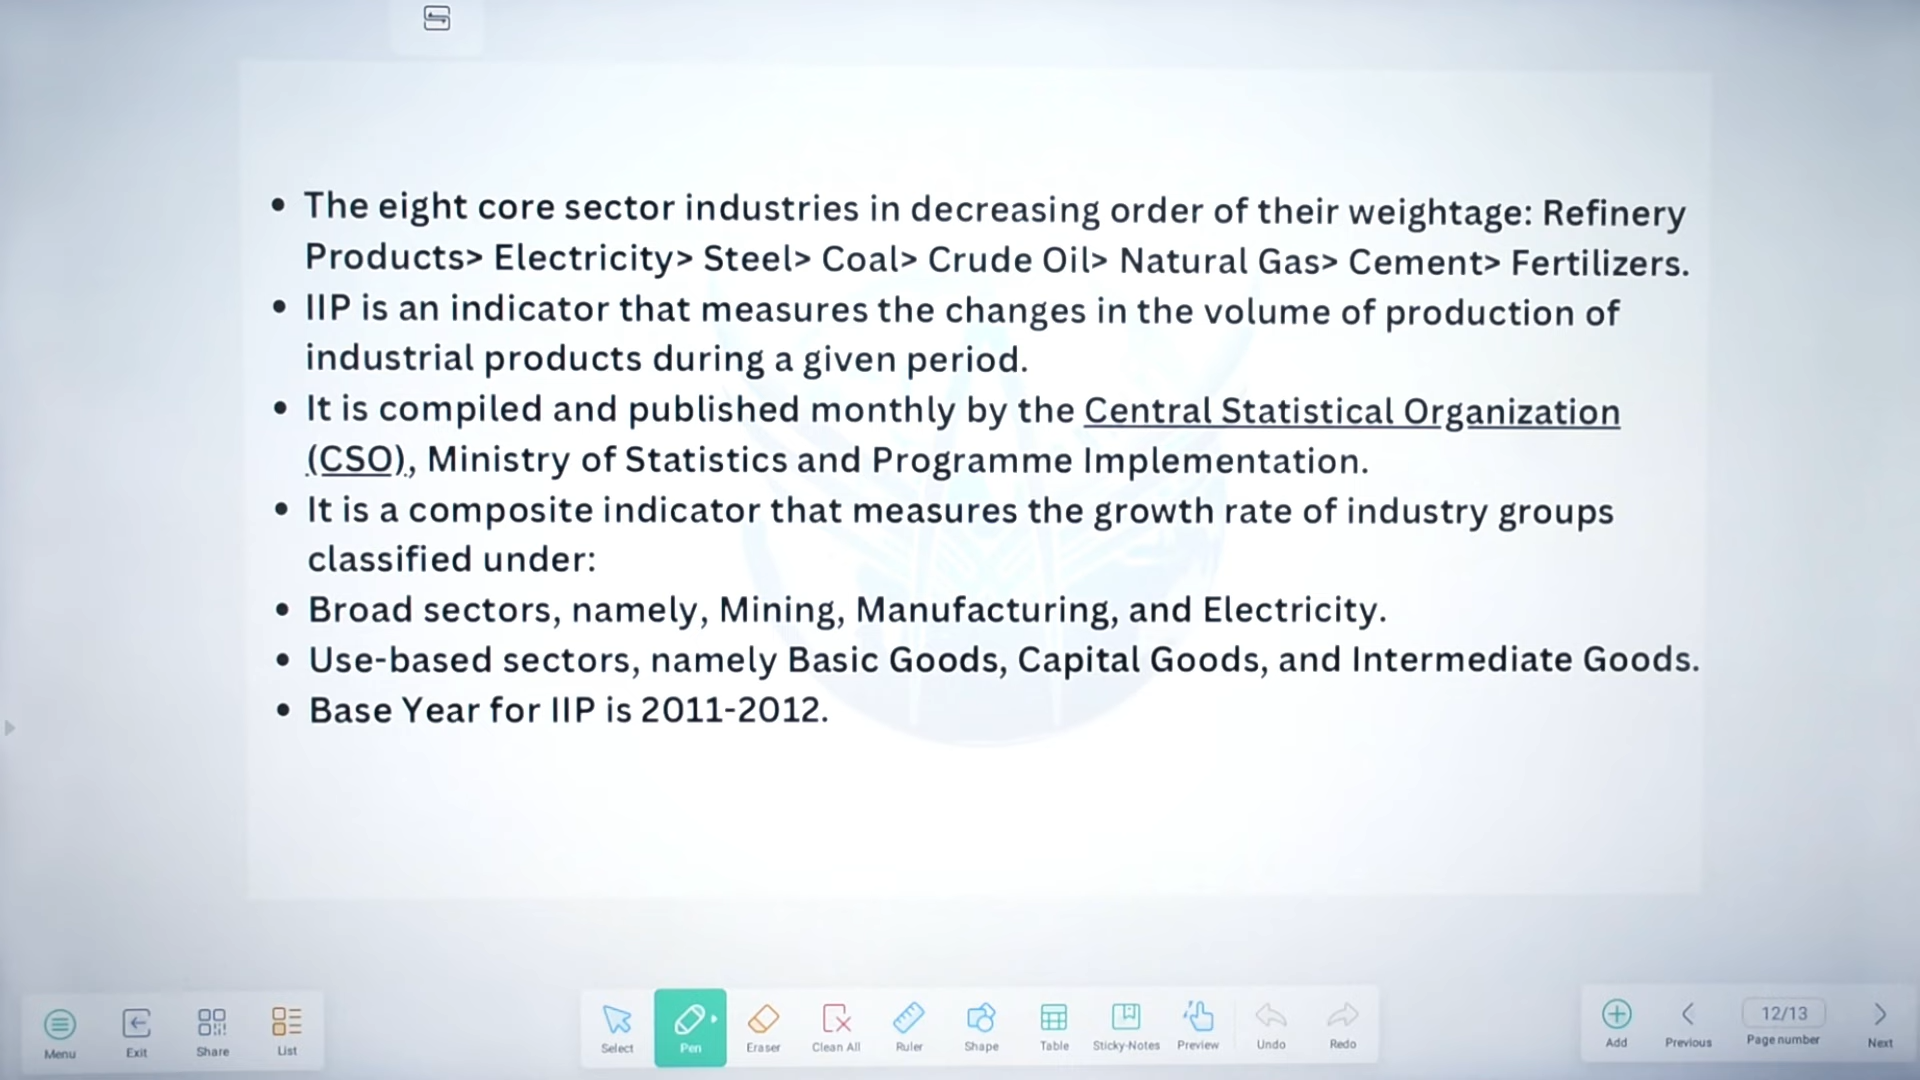 • The eight core sector industries in decreasing order of their weightage: Refinery
Products> Electricity> Steel> Coal> Crude Oil> Natural Gas> Cement> Fertilizers.
• IIP is an indicator that measures the changes in the volume of production of
industrial products during a given period.
• It is compiled and published monthly by the Central Statistical Organization
(CSO), Ministry of Statistics and Programme Implementation.
• It is a composite indicator that measures the growth rate of industry groups
classified under:
• Broad sectors, namely, Mining, Manufacturing, and Electricity.
• Use-based sectors, namely Basic Goods, Capital Goods, and Intermediate Goods.
• Base Year for IIP is 2011-2012.
Menu Exit Share List Select Pen Eraser Clean All Ruler Shape Table Sticky-Notes Preview Undo Redo Add Previous 12/13 Page number Next